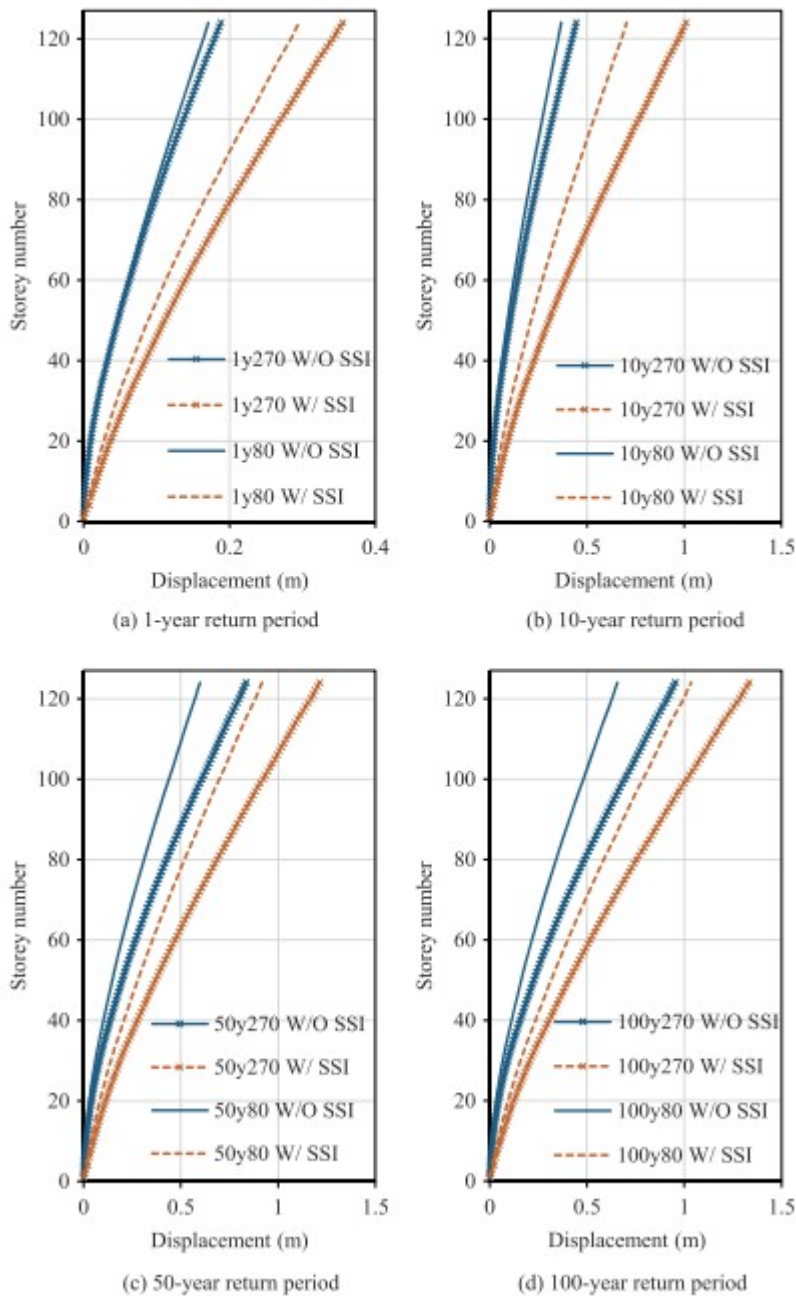 120
100
80
60
40
20
0
Storey number
1y270 W/O SSI
1y270 W/ SSI
1y80 W/O SSI
1y80 W/ SSI
0 0.2 0.4
Displacement (m)
(a) 1-year return period
120
100
80
60
40
20
0
Storey number
10y270 W/O SSI
10y270 W/ SSI
10y80 W/O SSI
10y80 W/ SSI
0 0.5 1 1.5
Displacement (m)
(b) 10-year return period
120
100
80
60
40
20
0
Storey number
50y270 W/O SSI
50y270 W/ SSI
50y80 W/O SSI
50y80 W/ SSI
0 0.5 1 1.5
Displacement (m)
(c) 50-year return period
120
100
80
60
40
20
0
Storey number
100y270 W/O SSI
100y270 W/ SSI
100y80 W/O SSI
100y80 W/ SSI
0 0.5 1 1.5
Displacement (m)
(d) 100-year return period